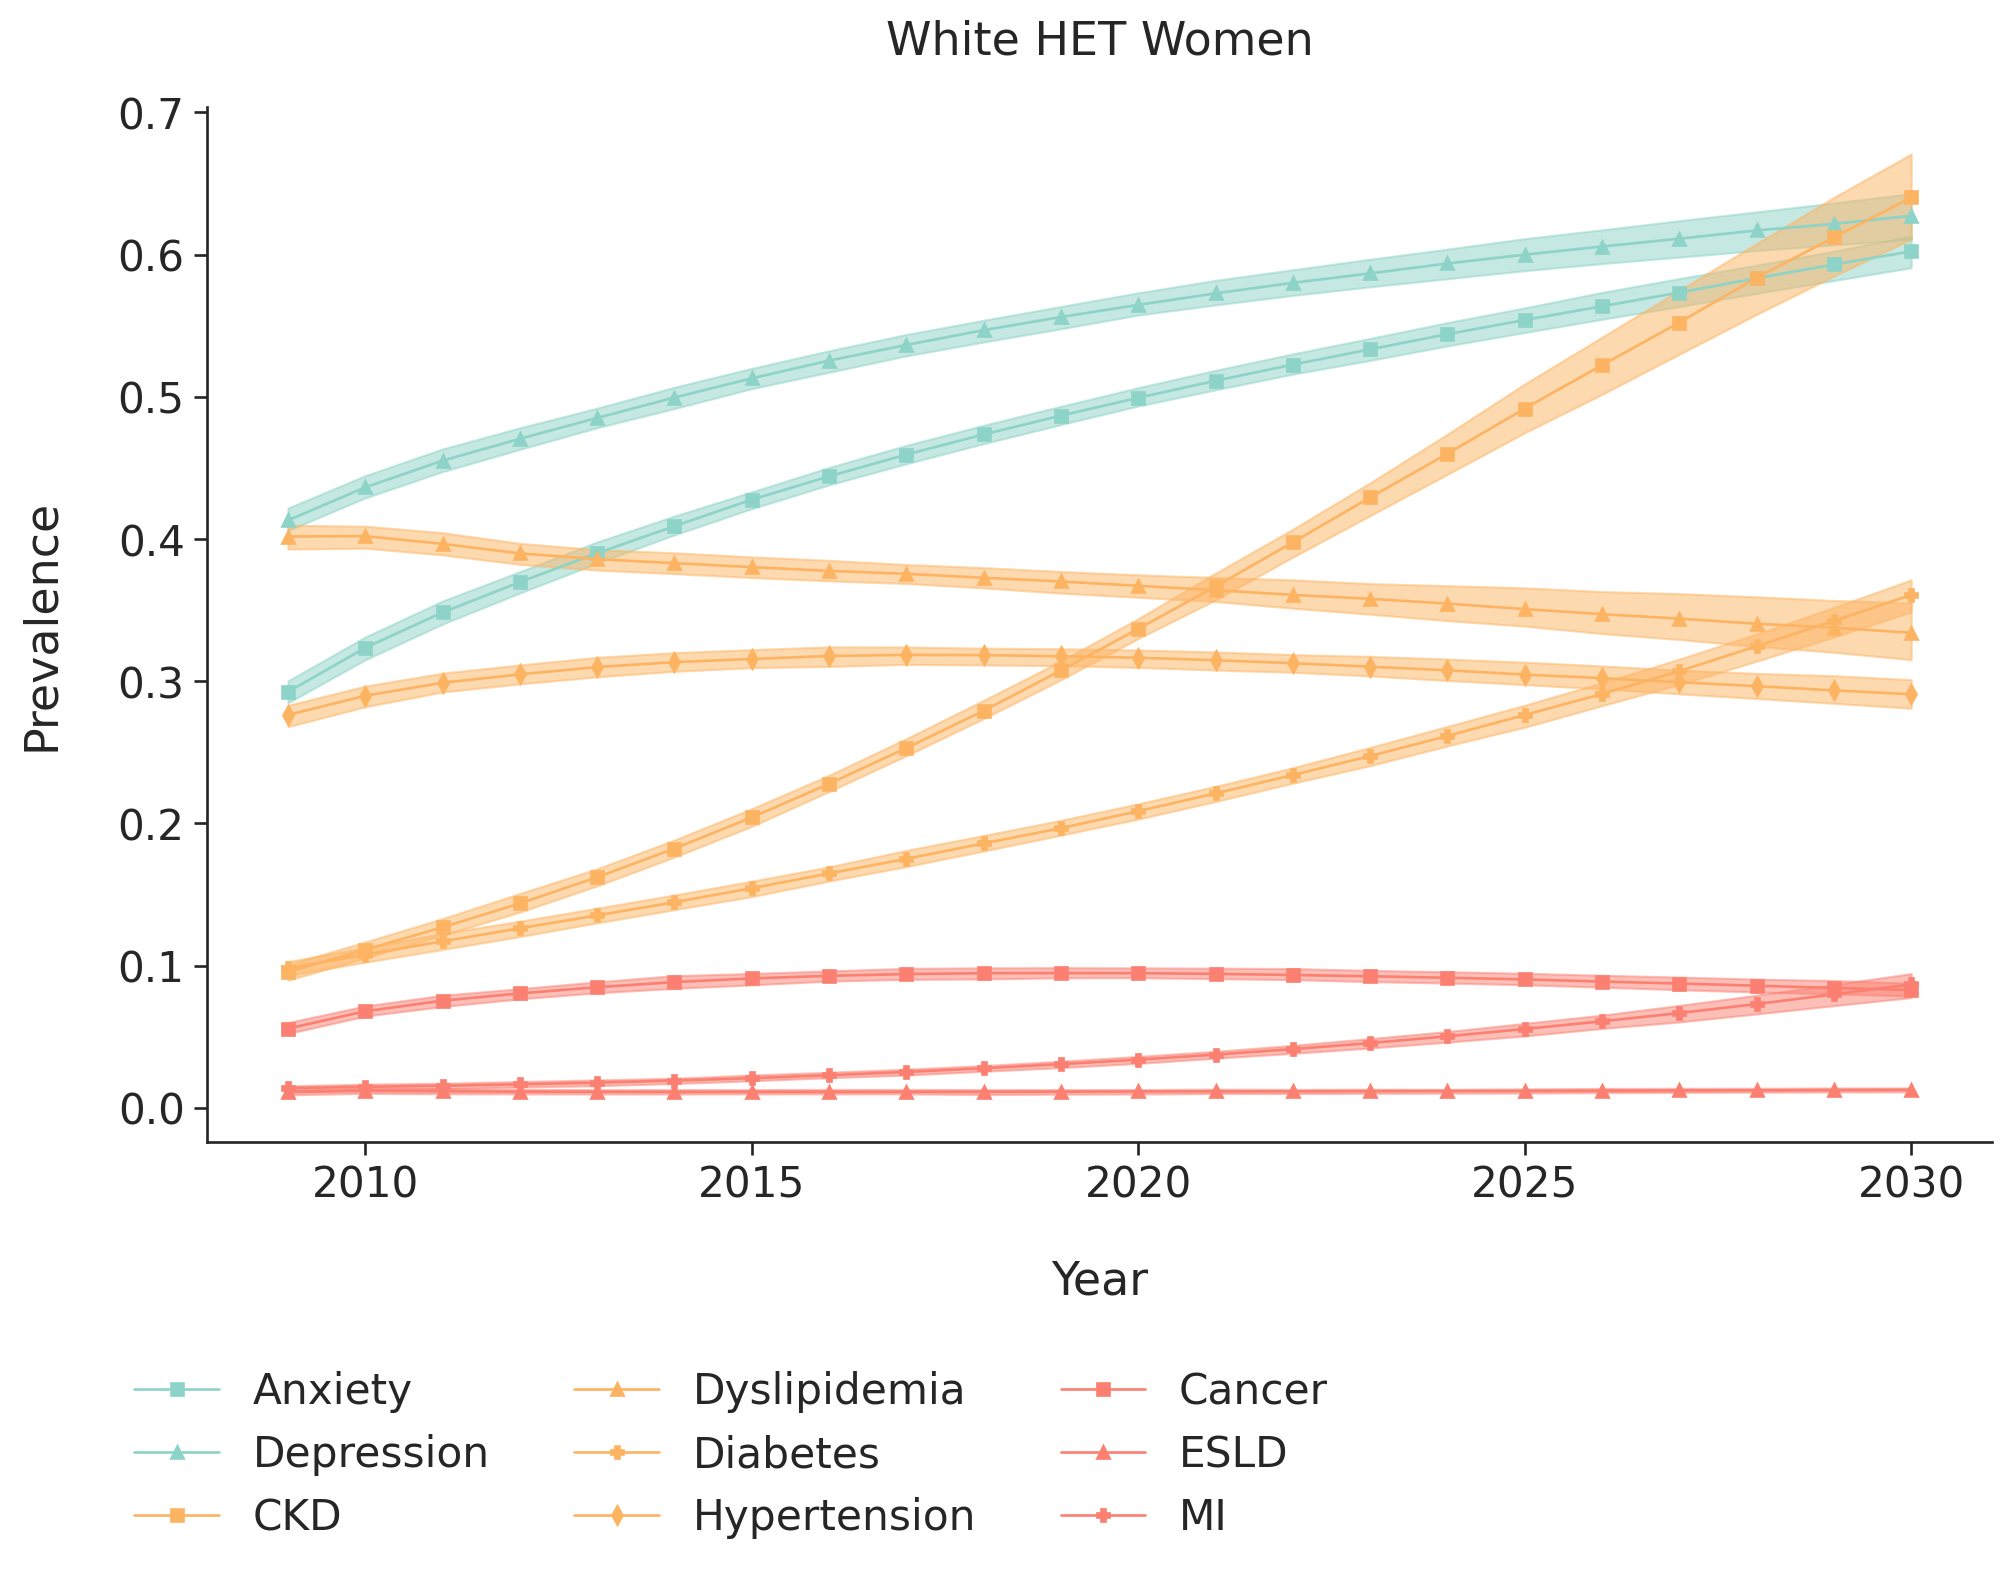 White HET Women
0.7
0.6
0.5
0.4
0.3
0.2
0.1
0.0
Prevalence
2010 2015 2020 2025 2030
Year
Anxiety Dyslipidemia Cancer
Depression Diabetes ESLD
CKD Hypertension MI